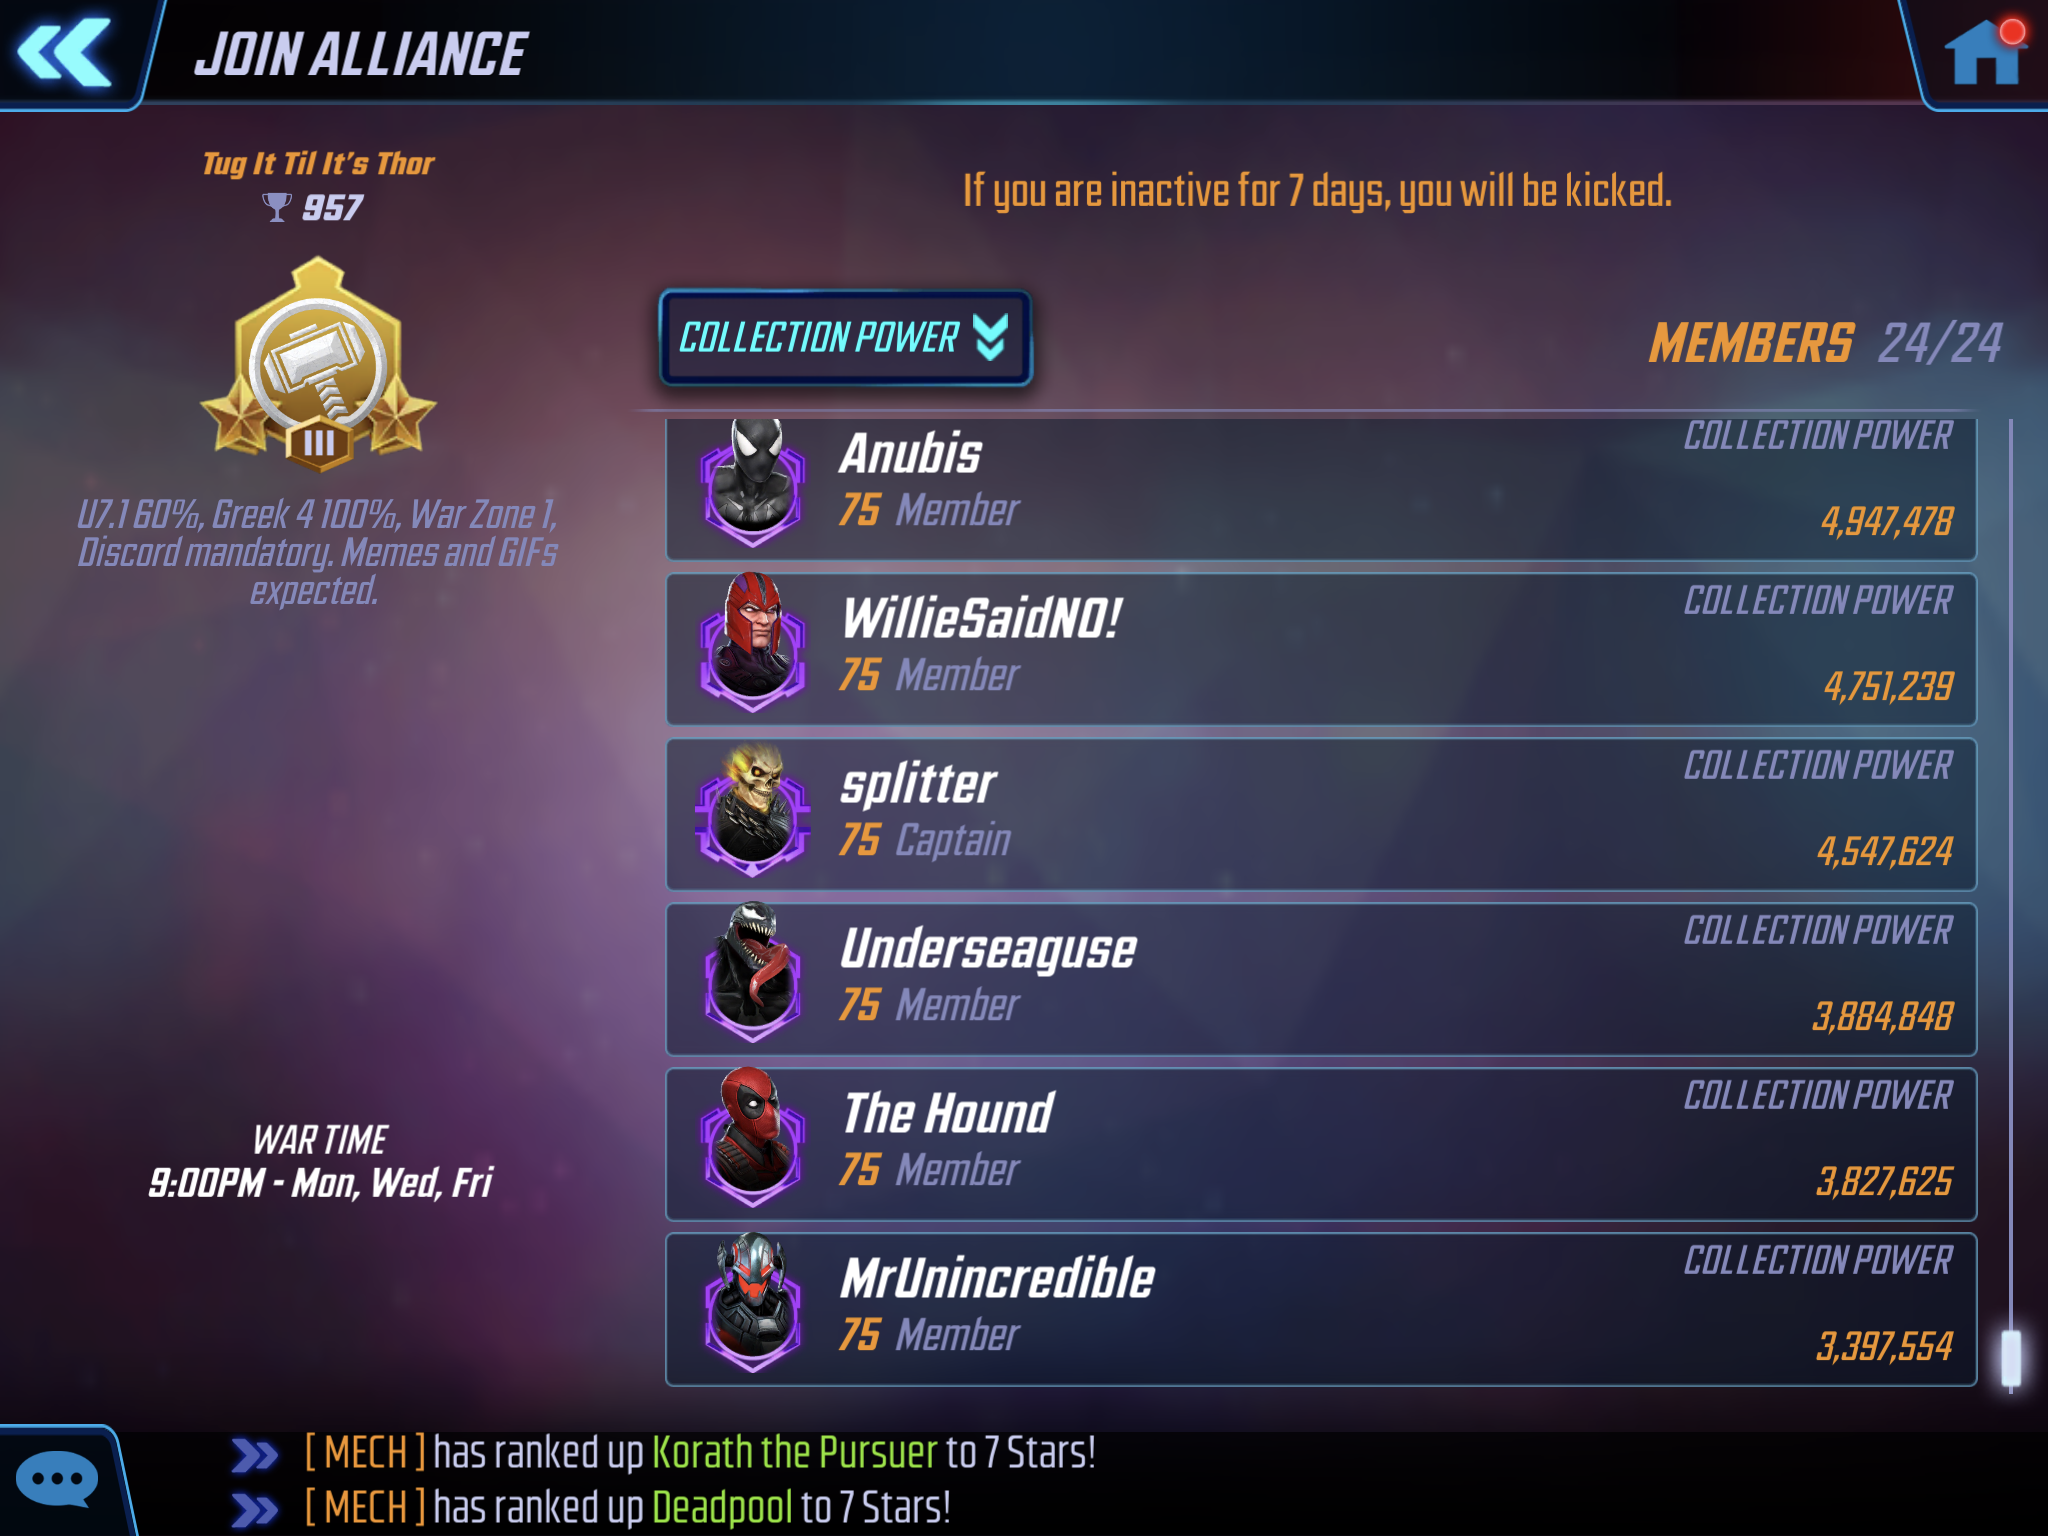 JOIN ALLIANCE
Tug It Til It's Thor
957
III
U7.1 60%, Greek 4 100%, War Zone 1,
Discord mandatory. Memes and GIFs
expected.
WAR TIME
9:00PM - Mon, Wed, Fri
If you are inactive for 7 days, you will be kicked.
COLLECTION POWER
MEMBERS 24/24
Anubis
75 Member
COLLECTION POWER
4,947,478
WillieSaidNO!
75 Member
COLLECTION POWER
4,751,239
splitter
75 Captain
COLLECTION POWER
4,547,624
Underseaguse
75 Member
COLLECTION POWER
3,884,848
The Hound
75 Member
COLLECTION POWER
3,827,625
MrUnincredible
75 Member
COLLECTION POWER
3,397,554
[ MECH ] has ranked up Korath the Pursuer to 7 Stars!
[ MECH ] has ranked up Deadpool to 7 Stars!